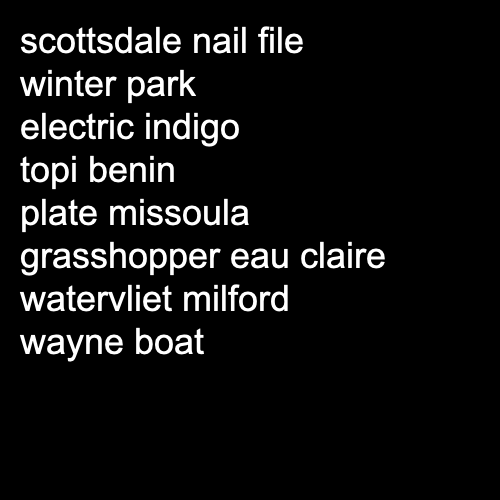 scottsdale nail file
winter park
electric indigo
topi benin
plate missoula
grasshopper eau claire
watervliet milford
wayne boat